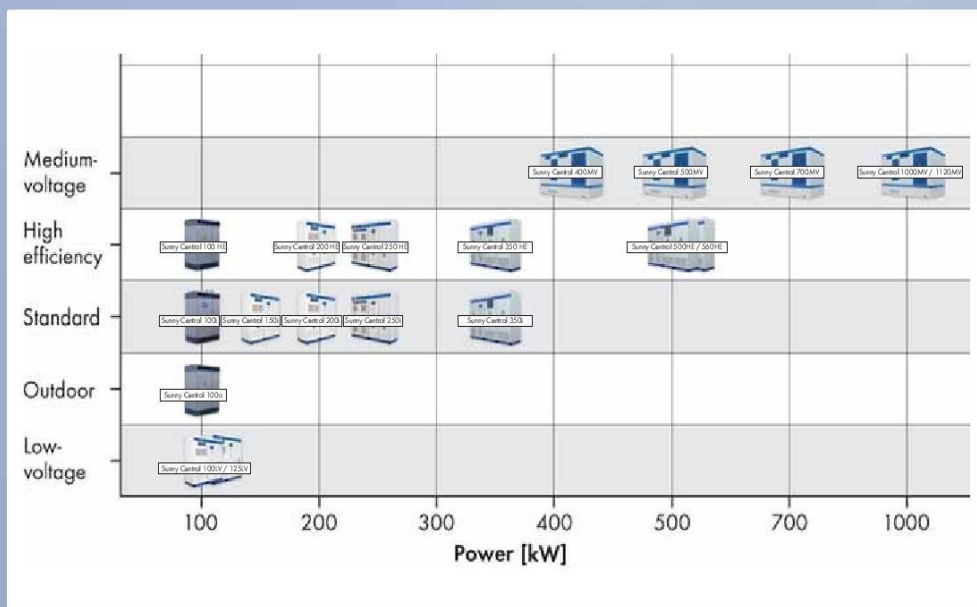 Medium-
voltage
Sunny Central 400MV
Sunny Central 500MV
Sunny Central 700MV
Sunny Central 1000MV / 1120MV
High
efficiency
Sunny Central 100 HE
Sunny Central 200 HE
Sunny Central 250 HE
Sunny Central 350 HE
Sunny Central 500HE / 560HE
Standard
Sunny Central 100i
Sunny Central 150i
Sunny Central 200i
Sunny Central 250i
Sunny Central 350i
Outdoor
Sunny Central 100o
Low-
voltage
Sunny Central 100LV / 125LV
100
200
300
400
500
700
1000
Power [kW]